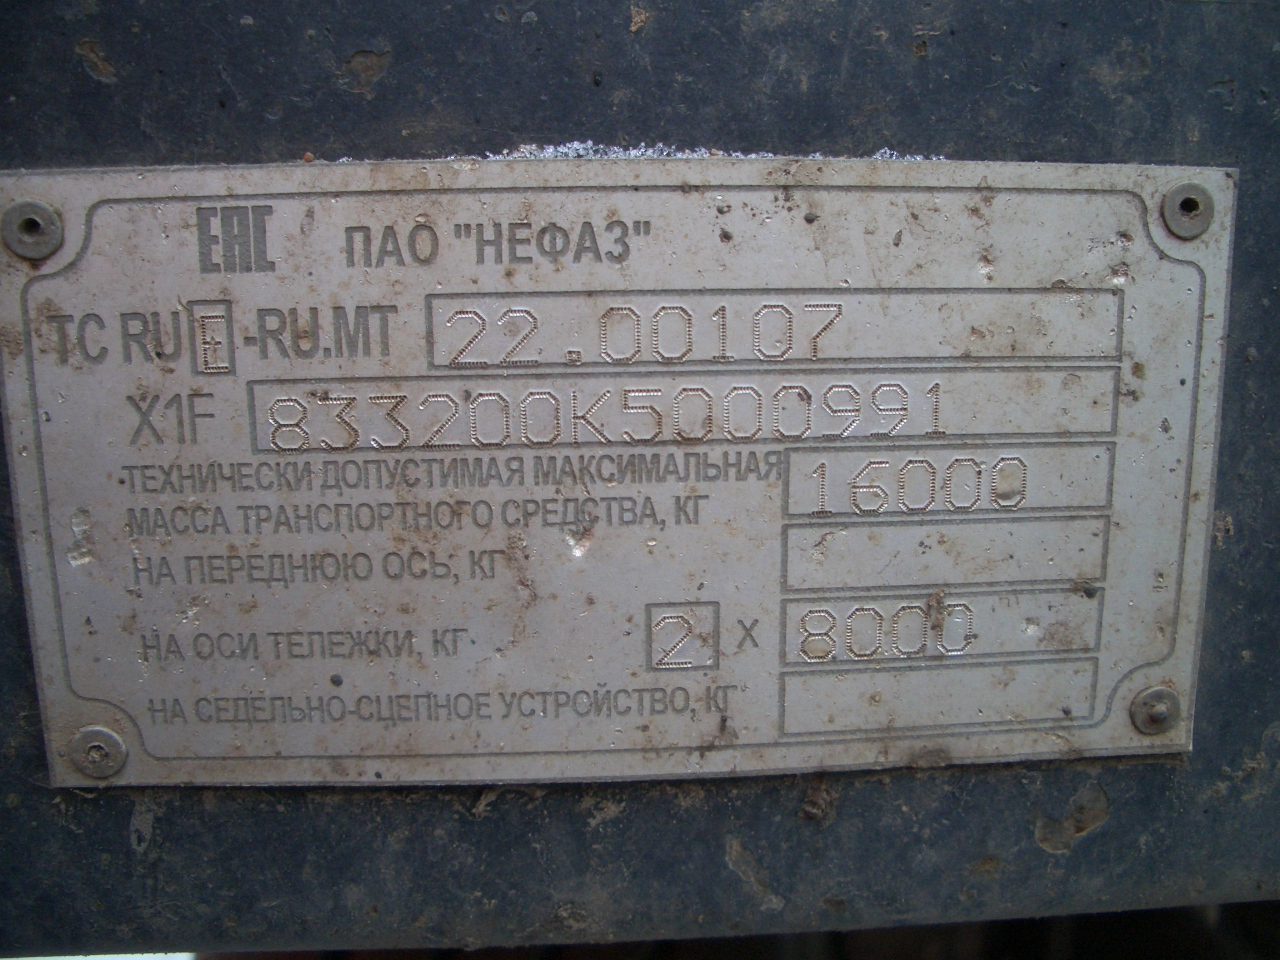 ЕАС ПАО "НЕФАЗ"
ТС RU E -RU.MT 22.00107
X1F 833200K5000991
ТЕХНИЧЕСКИ ДОПУСТИМАЯ МАКСИМАЛЬНАЯ
МАССА ТРАНСПОРТНОГО СРЕДСТВА, КГ 16000
НА ПЕРЕДНЮЮ ОСЬ, КГ
НА ОСИ ТЕЛЕЖКИ, КГ 2 X 8000
НА СЕДЕЛЬНО-СЦЕПНОЕ УСТРОЙСТВО, КГ